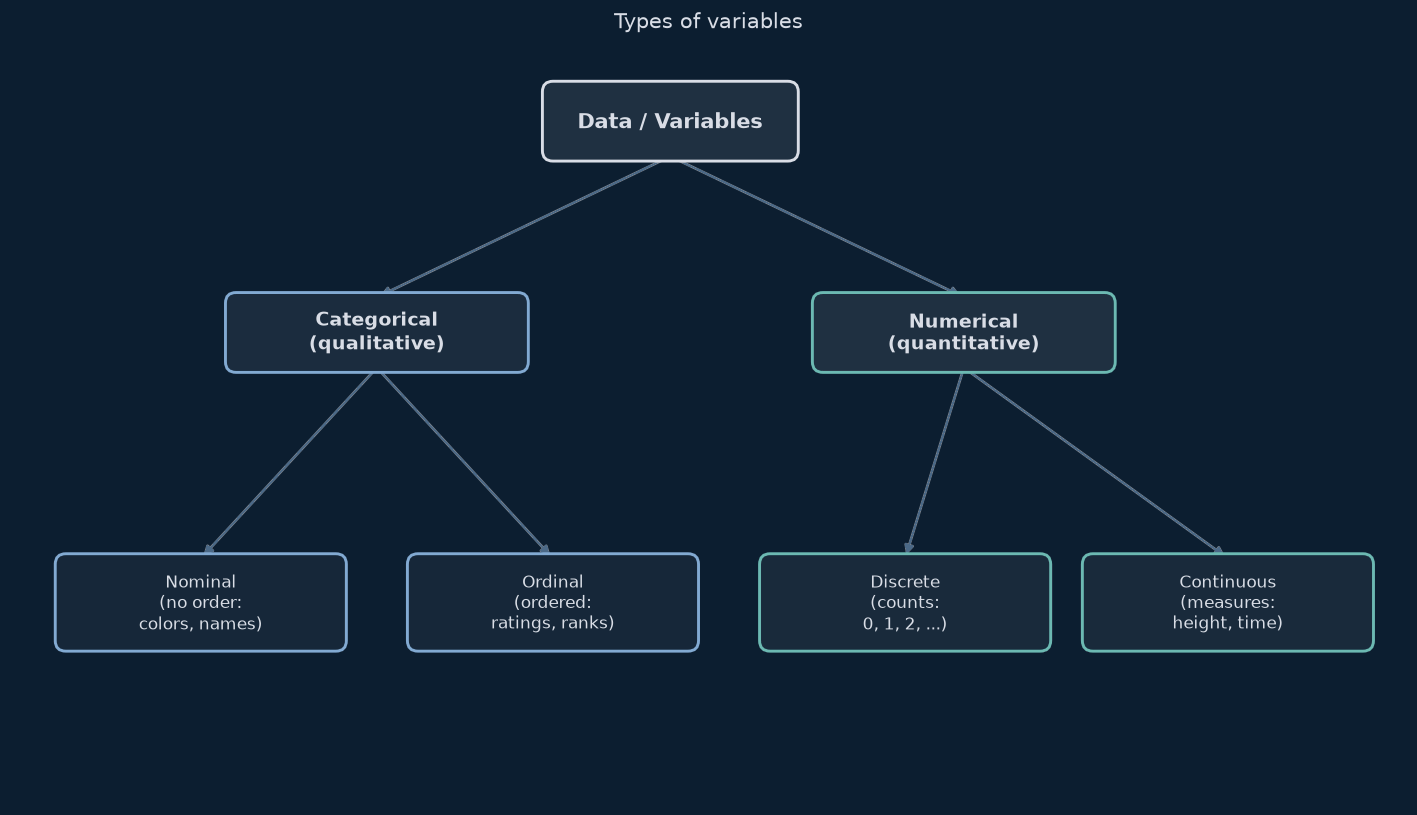 Types of variables
Data / Variables
Categorical
(qualitative)
Numerical
(quantitative)
Nominal
(no order:
colors, names)
Ordinal
(ordered:
ratings, ranks)
Discrete
(counts:
0, 1, 2, ...)
Continuous
(measures:
height, time)